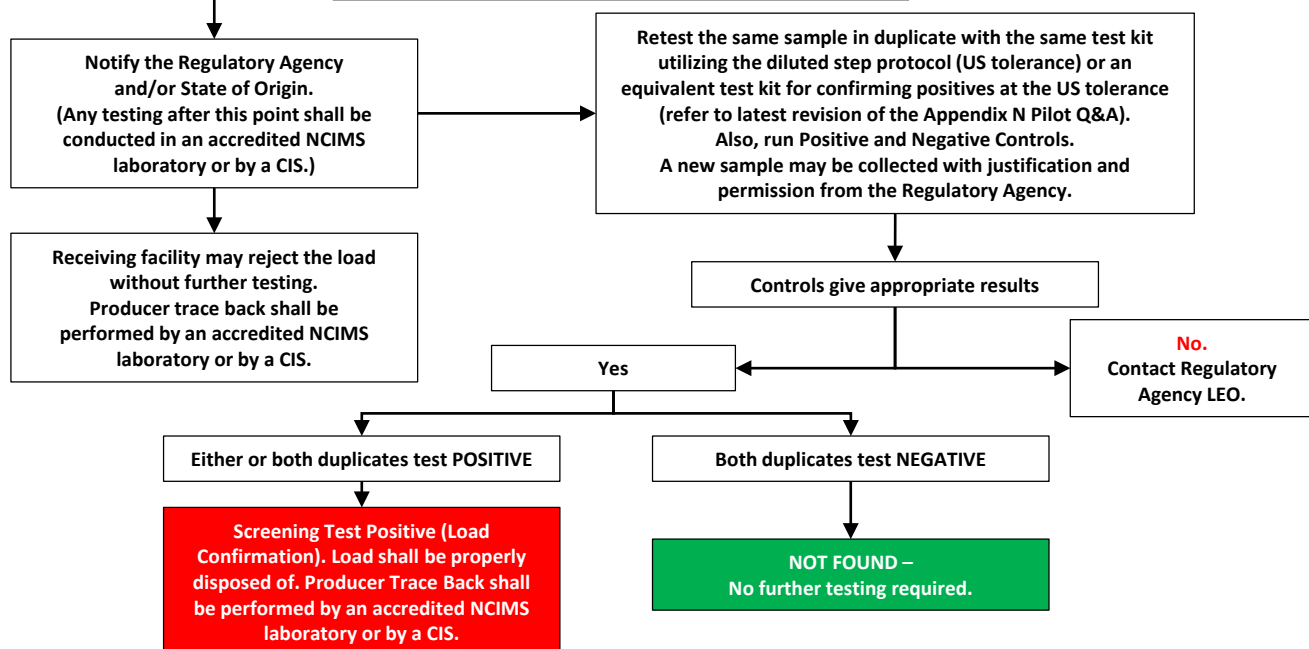 Notify the Regulatory Agency
and/or State of Origin.
(Any testing after this point shall be
conducted in an accredited NCIMS
laboratory or by a CIS.)
Retest the same sample in duplicate with the same test kit
utilizing the diluted step protocol (US tolerance) or an
equivalent test kit for confirming positives at the US tolerance
(refer to latest revision of the Appendix N Pilot Q&A).
Also, run Positive and Negative Controls.
A new sample may be collected with justification and
permission from the Regulatory Agency.
Receiving facility may reject the load
without further testing.
Producer trace back shall be
performed by an accredited NCIMS
laboratory or by a CIS.
Controls give appropriate results
Yes
No.
Contact Regulatory
Agency LEO.
Either or both duplicates test POSITIVE
Both duplicates test NEGATIVE
Screening Test Positive (Load
Confirmation). Load shall be properly
disposed of. Producer Trace Back shall
be performed by an accredited NCIMS
laboratory or by a CIS.
NOT FOUND –
No further testing required.